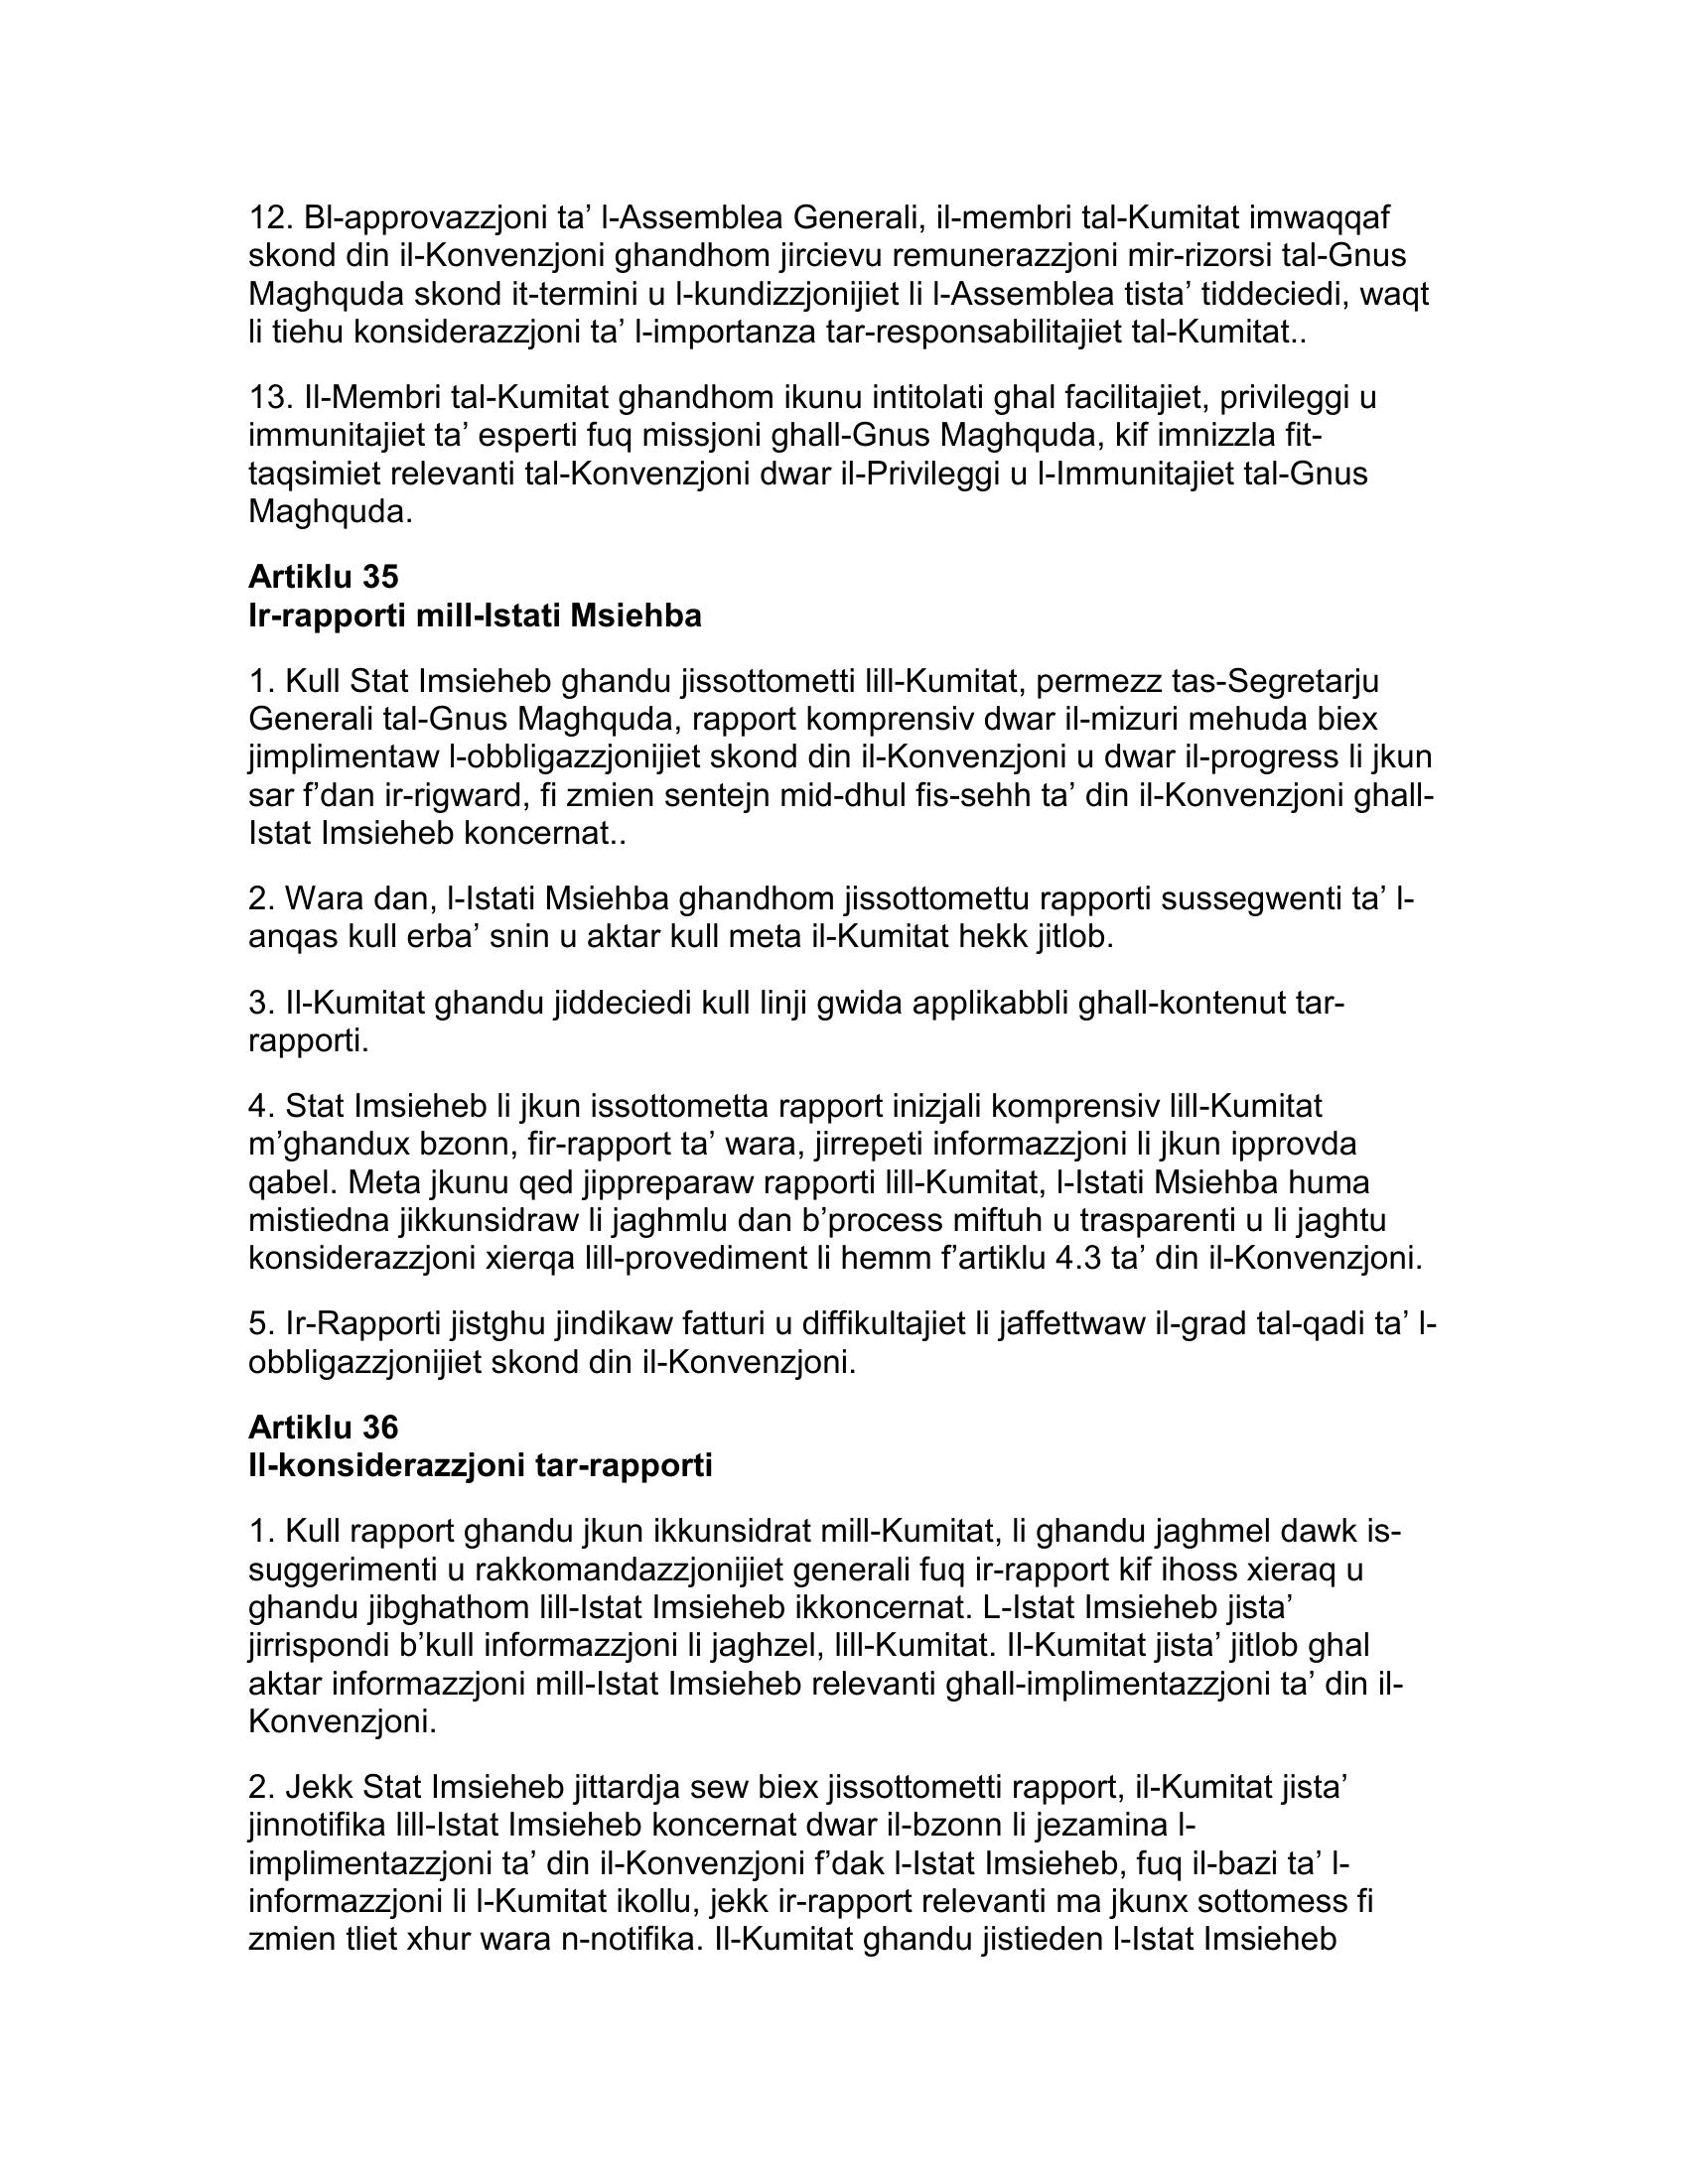 12. Bl-approvazzjoni ta’ l-Assemblea Generali, il-membri tal-Kumitat imwaqqaf
skond din il-Konvenzjoni ghandhom jircievu remunerazzjoni mir-rizorsi tal-Gnus
Maghquda skond it-termini u l-kundizzjonijiet li l-Assemblea tista’ tiddeciedi, waqt
li tiehu konsiderazzjoni ta’ l-importanza tar-responsabilitajiet tal-Kumitat..
13. Il-Membri tal-Kumitat ghandhom ikunu intitolati ghal facilitajiet, privileggi u
immunitajiet ta’ esperti fuq missjoni ghall-Gnus Maghquda, kif imnizzla fit-
taqsimiet relevanti tal-Konvenzjoni dwar il-Privileggi u l-Immunitajiet tal-Gnus
Maghquda.
Artiklu 35
Ir-rapporti mill-Istati Msiehba
1. Kull Stat Imsieheb ghandu jissottometti lill-Kumitat, permezz tas-Segretarju
Generali tal-Gnus Maghquda, rapport komprensiv dwar il-mizuri mehuda biex
jimplimentaw l-obbligazzjonijiet skond din il-Konvenzjoni u dwar il-progress li jkun
sar f’dan ir-rigward, fi zmien sentejn mid-dhul fis-sehh ta’ din il-Konvenzjoni ghall-
Istat Imsieheb koncernat..
2. Wara dan, l-Istati Msiehba ghandhom jissottomettu rapporti sussegwenti ta’ l-
anqas kull erba’ snin u aktar kull meta il-Kumitat hekk jitlob.
3. Il-Kumitat ghandu jiddeciedi kull linji gwida applikabbli ghall-kontenut tar-
rapporti.
4. Stat Imsieheb li jkun issottometta rapport inizjali komprensiv lill-Kumitat
m’ghandux bzonn, fir-rapport ta’ wara, jirrepeti informazzjoni li jkun ipprovda
qabel. Meta jkunu qed jippreparaw rapporti lill-Kumitat, l-Istati Msiehba huma
mistiedna jikkunsidraw li jaghmlu dan b’process miftuh u trasparenti u li jaghtu
konsiderazzjoni xierqa lill-provediment li hemm f’artiklu 4.3 ta’ din il-Konvenzjoni.
5. Ir-Rapporti jistghu jindikaw fatturi u diffikultajiet li jaffettwaw il-grad tal-qadi ta’ l-
obbligazzjonijiet skond din il-Konvenzjoni.
Artiklu 36
Il-konsiderazzjoni tar-rapporti
1. Kull rapport ghandu jkun ikkunsidrat mill-Kumitat, li ghandu jaghmel dawk is-
suggerimenti u rakkomandazzjonijiet generali fuq ir-rapport kif ihoss xieraq u
ghandu jibghathom lill-Istat Imsieheb ikkoncernat. L-Istat Imsieheb jista’
jirrispondi b’kull informazzjoni li jaghzel, lill-Kumitat. Il-Kumitat jista’ jitlob ghal
aktar informazzjoni mill-Istat Imsieheb relevanti ghall-implimentazzjoni ta’ din il-
Konvenzjoni.
2. Jekk Stat Imsieheb jittardja sew biex jissottometti rapport, il-Kumitat jista’
jinnotifika lill-Istat Imsieheb koncernat dwar il-bzonn li jezamina l-
implimentazzjoni ta’ din il-Konvenzjoni f’dak l-Istat Imsieheb, fuq il-bazi ta’ l-
informazzjoni li l-Kumitat ikollu, jekk ir-rapport relevanti ma jkunx sottomess fi
zmien tliet xhur wara n-notifika. Il-Kumitat ghandu jistieden l-Istat Imsieheb